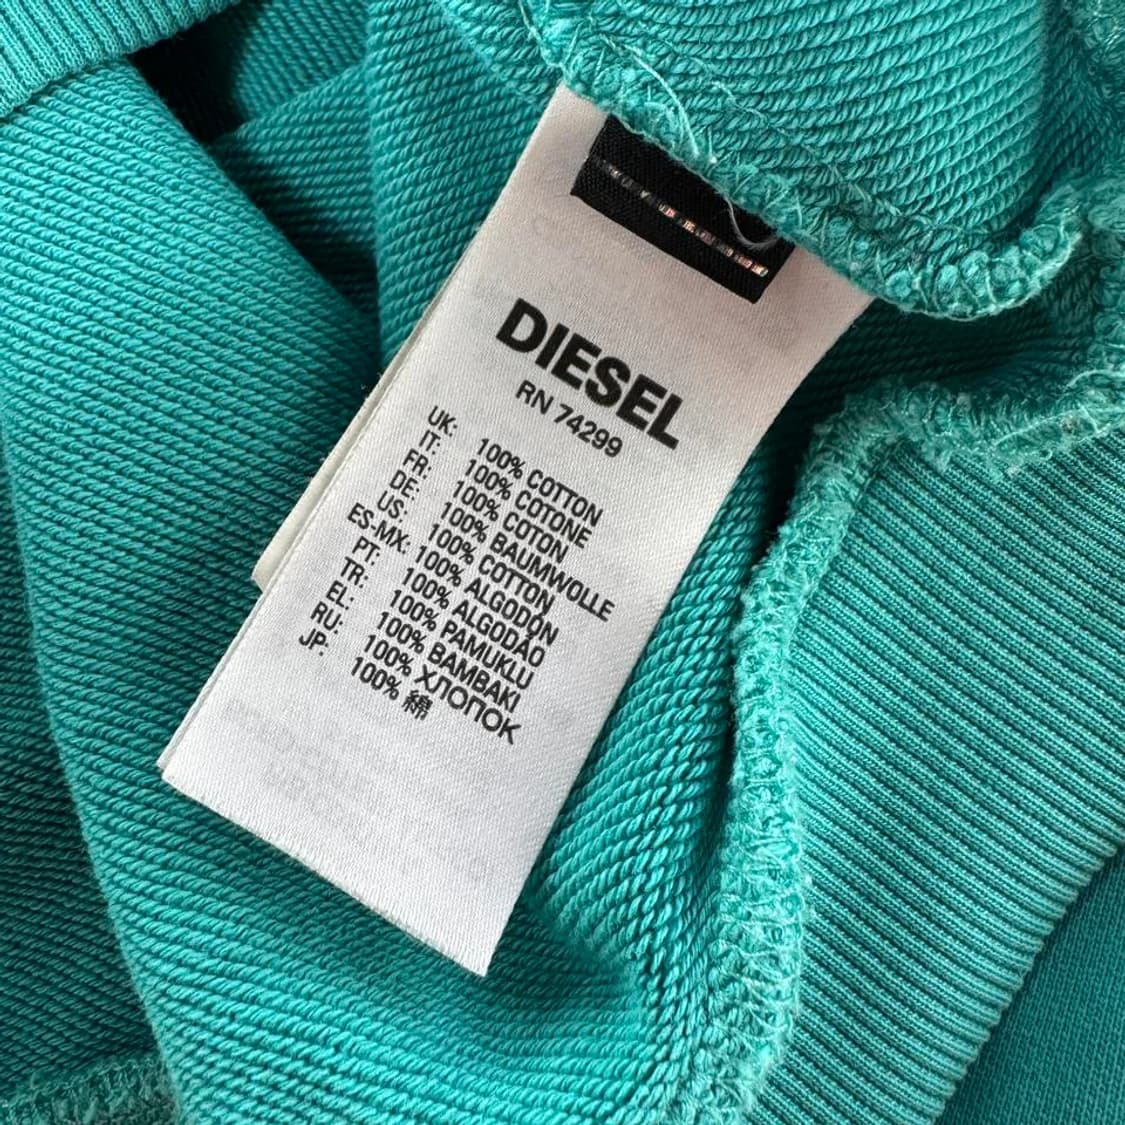 DIESEL
RN 74299
UK: 100% COTTON
IT: 100% COTONE
FR: 100% COTON
DE: 100% BAUMWOLLE
US: 100% COTTON
ES-MX: 100% ALGODÓN
PT: 100% ALGODÃO
TR: 100% PAMUKLU
EL: 100% BAMBAKI
RU: 100% ХЛОПОК
JP: 100% 綿